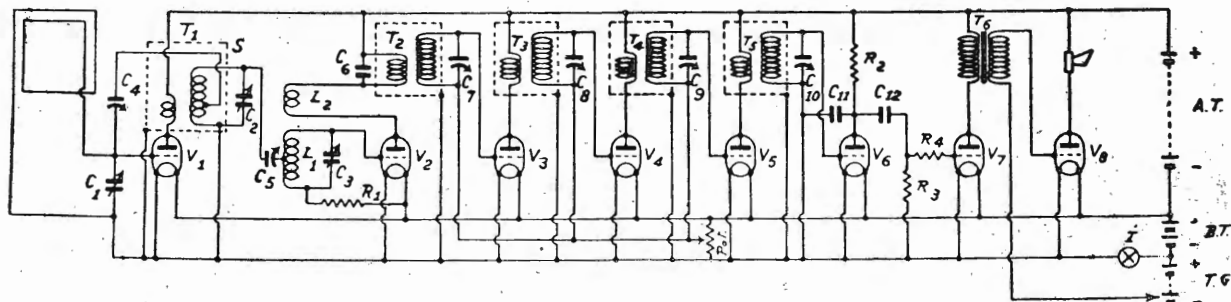 T1 S T2 T3 T4 T5 T6
C4 C6 R2 + A.T. -
L2 C7 C8 C9 C10 C11 C12
C2 L1 C3 C5 R1 R4 R3
C1 V1 V2 V3 V4 V5 V6 V7 V8
Pot. I + B.T. -
+ T.G -